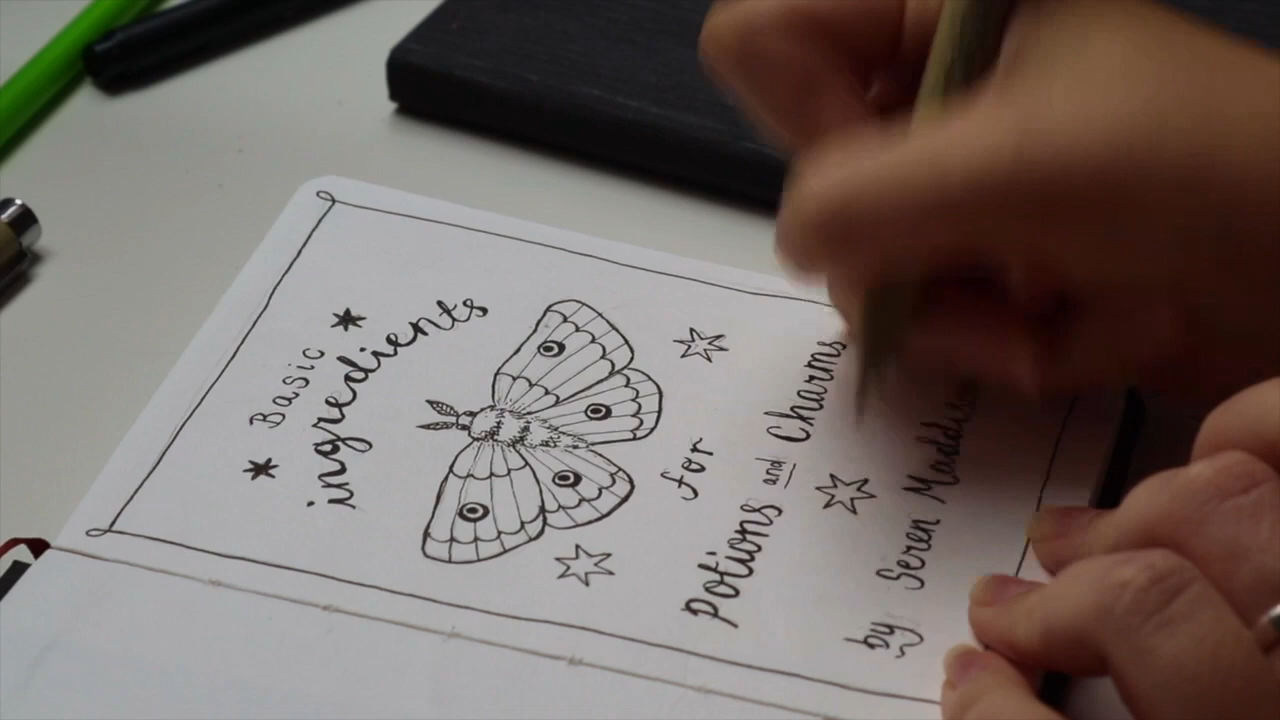 Basic
ingredients
for
Potions and Charms
by Seren